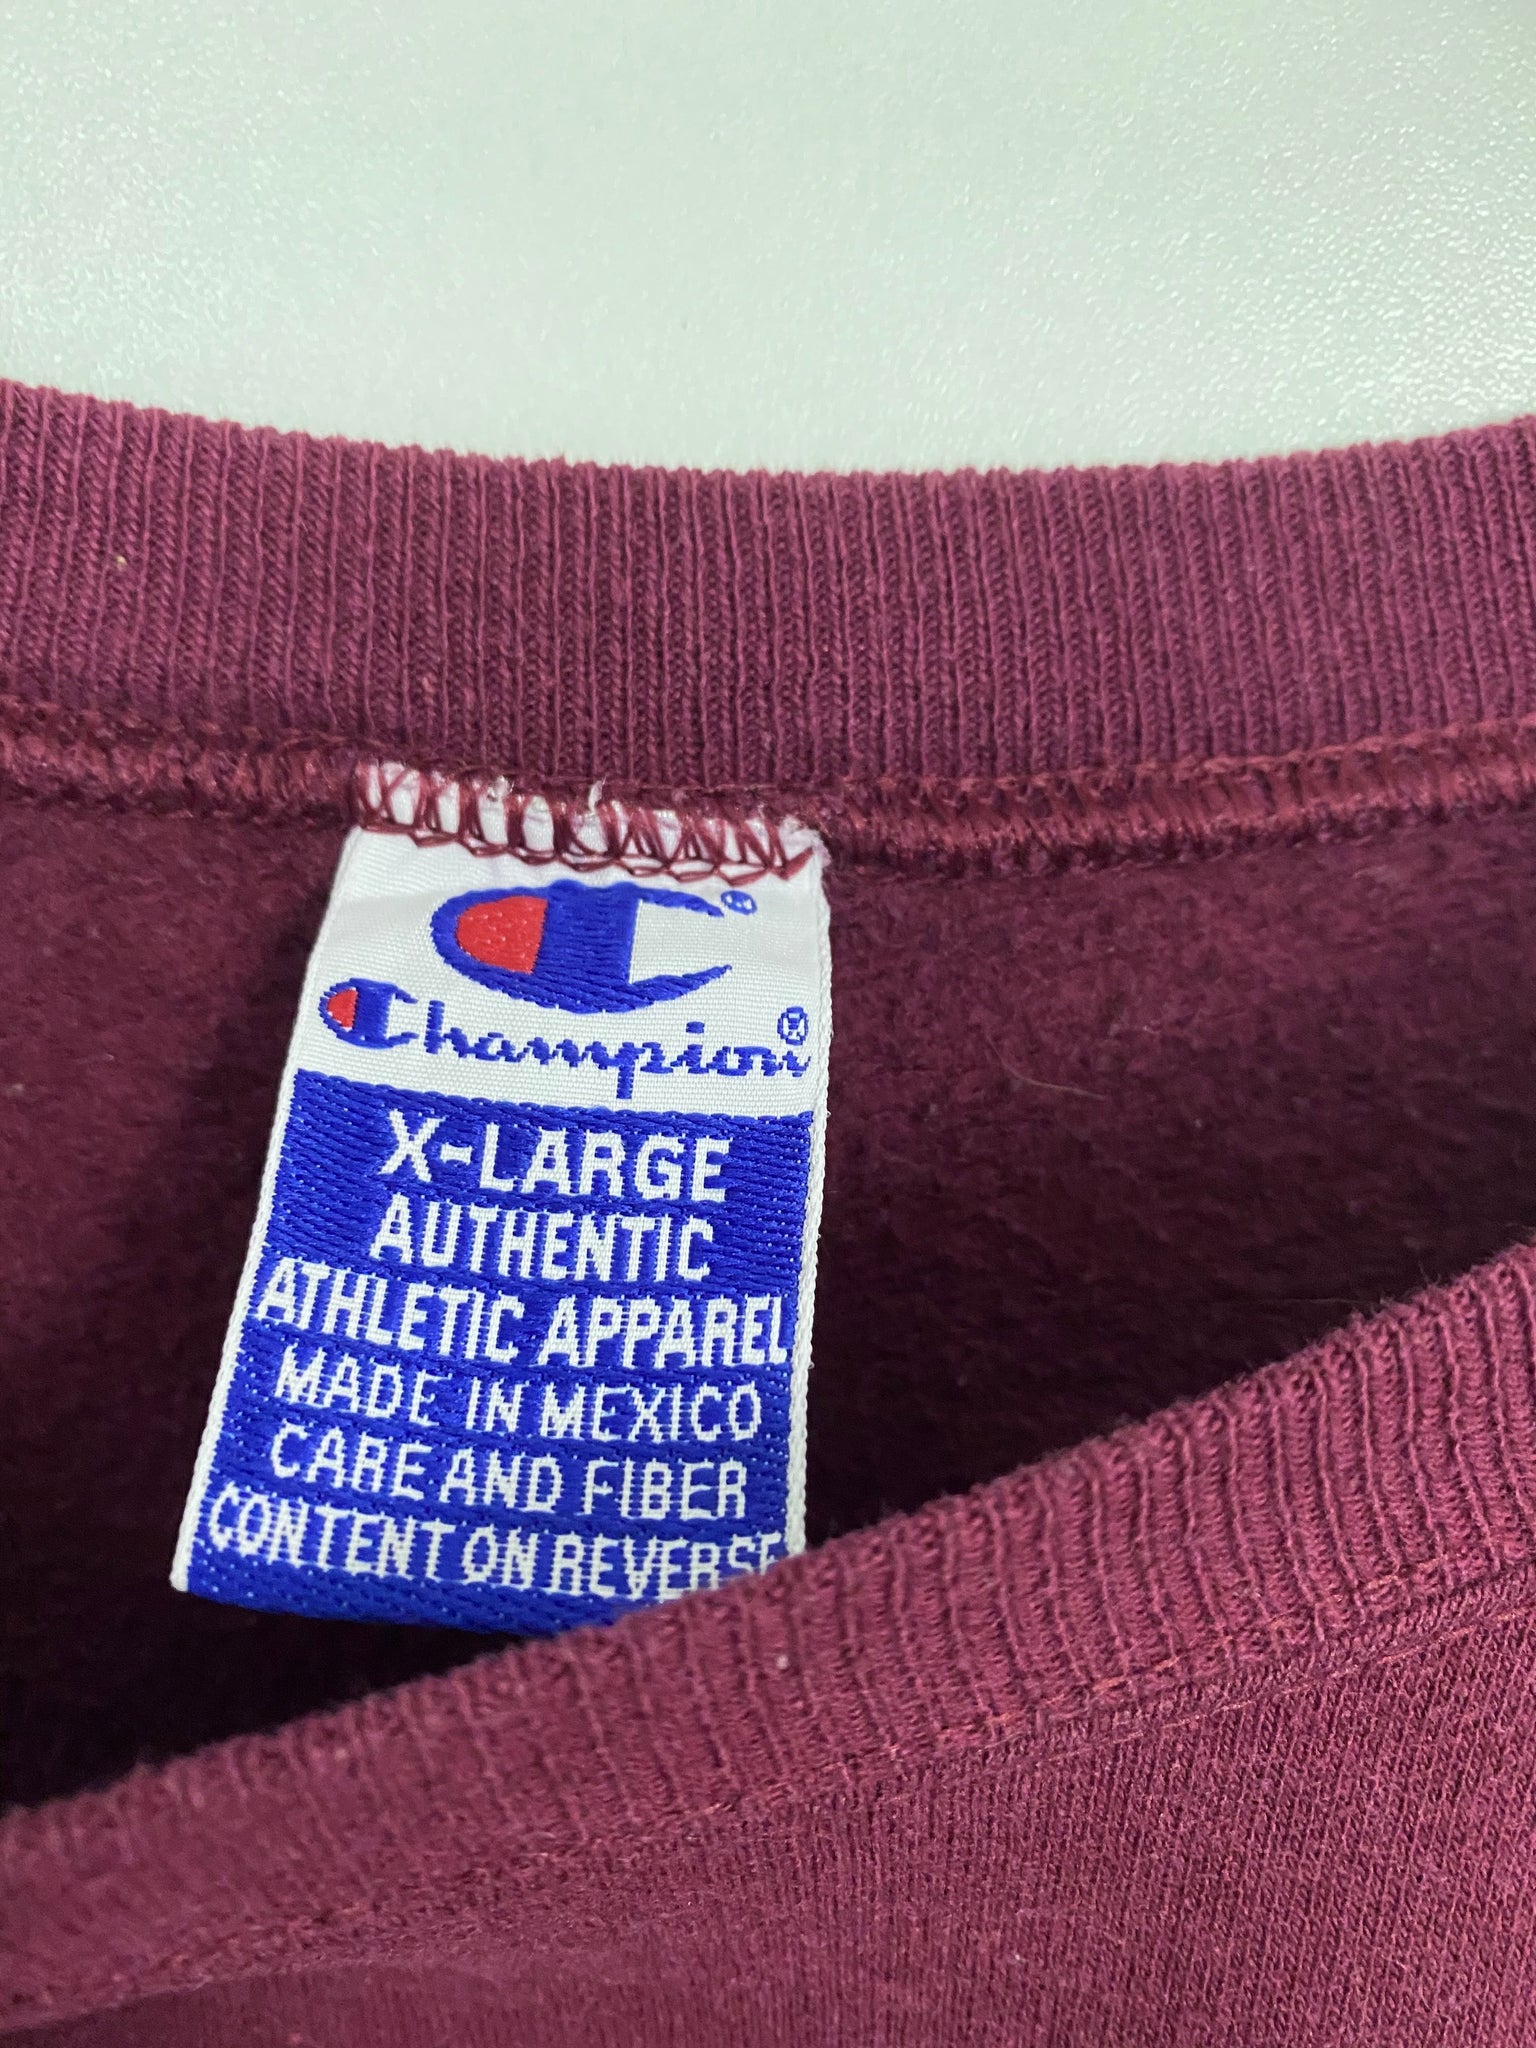 Champion®
X-LARGE
AUTHENTIC
ATHLETIC APPAREL
MADE IN MEXICO
CARE AND FIBER
CONTENT ON REVERSE